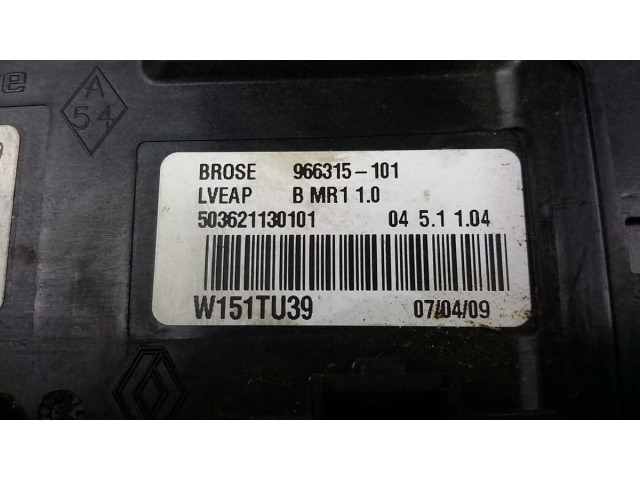 A
54
BROSE 966315-101
LVEAP B MR1 1.0
503621130101 04 5.1 1.04
W151TU39 07/04/09